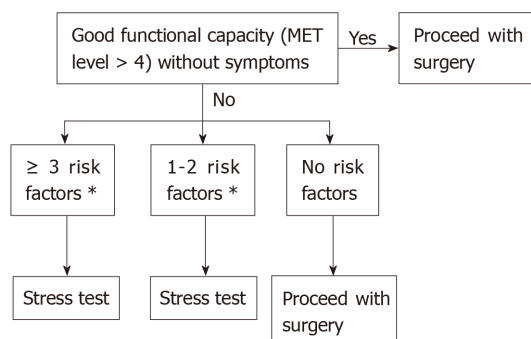 Good functional capacity (MET
level > 4) without symptoms
Yes
Proceed with
surgery
No
≥ 3 risk
factors *
1-2 risk
factors *
No risk
factors
Stress test
Stress test
Proceed with
surgery